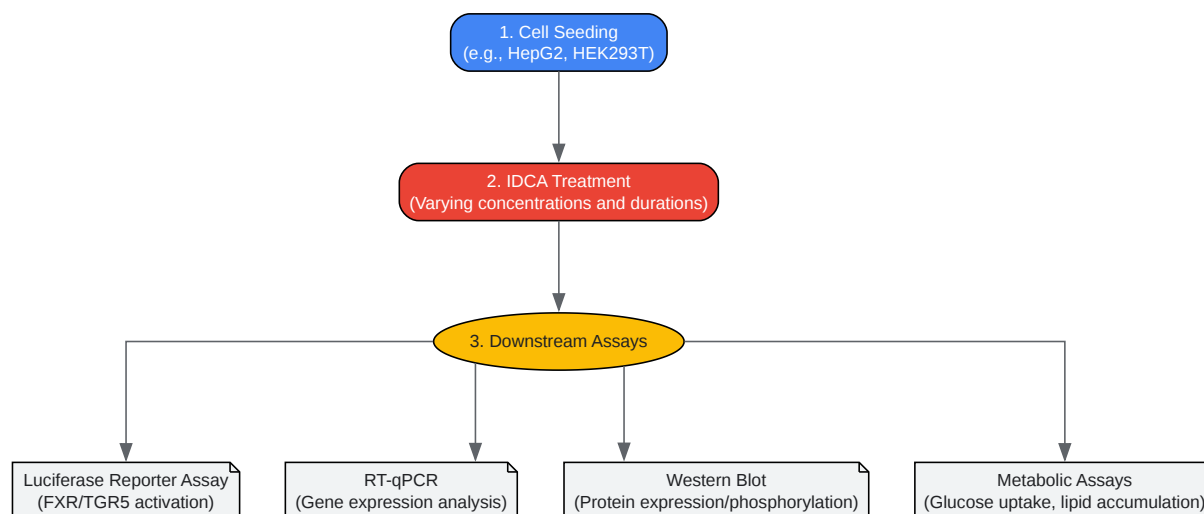 1. Cell Seeding
(e.g., HepG2, HEK293T)
2. IDCA Treatment
(Varying concentrations and durations)
3. Downstream Assays
Luciferase Reporter Assay
(FXR/TGR5 activation)
RT-qPCR
(Gene expression analysis)
Western Blot
(Protein expression/phosphorylation)
Metabolic Assays
(Glucose uptake, lipid accumulation)